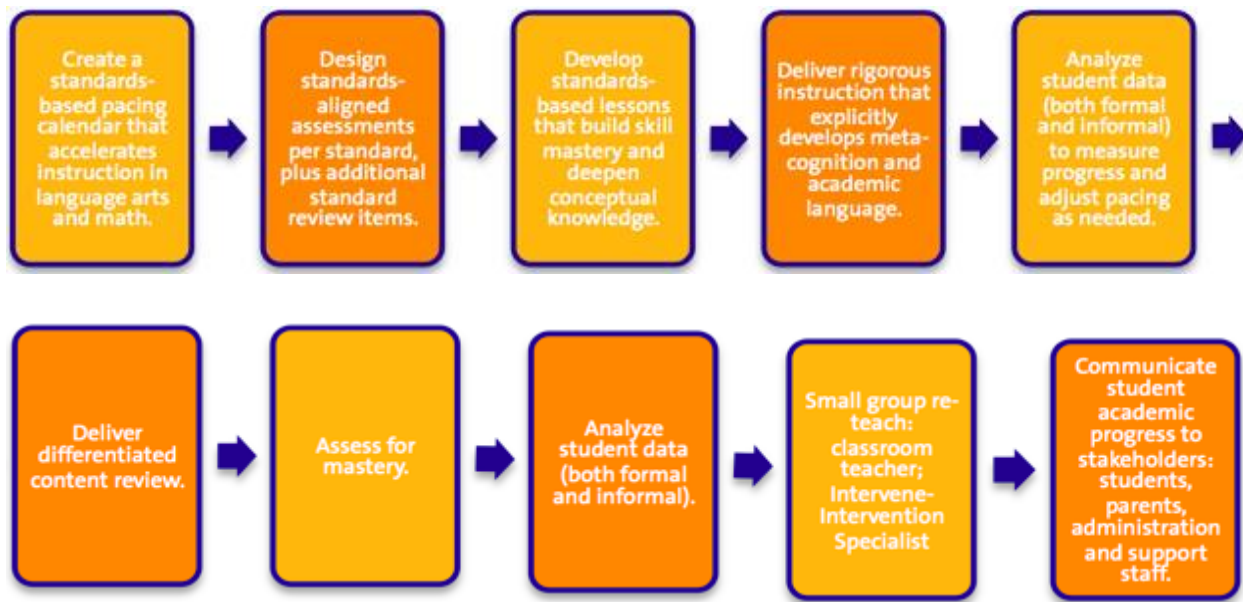 Create a
standards-
based pacing
calendar that
accelerates
instruction in
language arts
and math.
Design
standards-
aligned
assessments
per standard,
plus additional
standard
review items.
Develop
standards-
based lessons
that build skill
mastery and
deepen
conceptual
knowledge.
Deliver rigorous
instruction that
explicitly
develops meta-
cognition and
academic
language.
Analyze
student data
(both formal
and informal)
to measure
progress and
adjust pacing
as needed.
Deliver
differentiated
content review.
Assess for
mastery.
Analyze
student data
(both formal
and informal).
Small group re-
teach:
classroom
teacher;
Intervene-
Intervention
Specialist
Communicate
student
academic
progress to
stakeholders:
students,
parents,
administration
and support
staff.